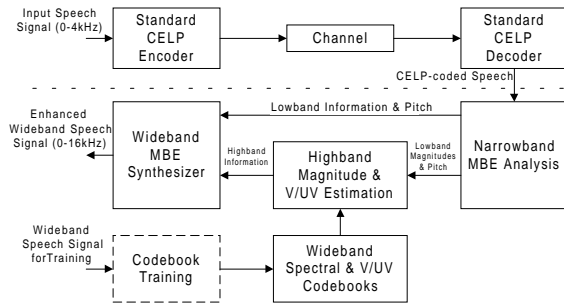 Input Speech
Signal (0-4kHz)
Standard
CELP
Encoder
Channel
Standard
CELP
Decoder
CELP-coded Speech
Enhanced
Wideband Speech
Signal (0-16kHz)
Wideband
MBE
Synthesizer
Lowband Information & Pitch
Highband
Information
Highband
Magnitude &
V/UV Estimation
Lowband
Magnitudes
& Pitch
Narrowband
MBE Analysis
Wideband
Speech Signal
forTraining
Codebook
Training
Wideband
Spectral & V/UV
Codebooks